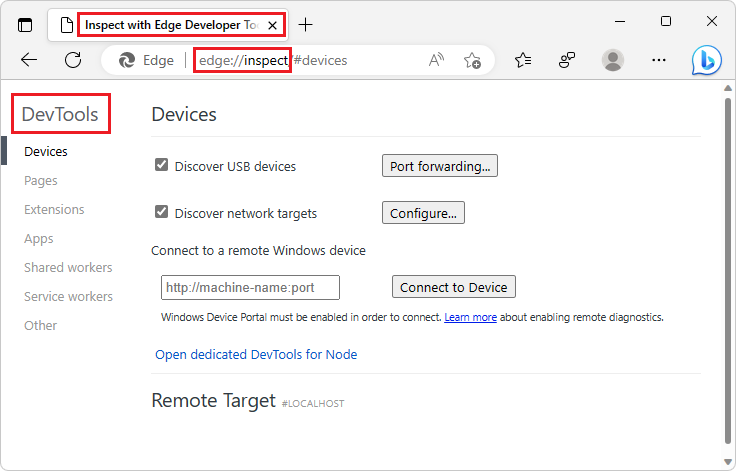 Inspect with Edge Developer To
Edge
edge://inspect/#devices
DevTools
Devices
Pages
Extensions
Apps
Shared workers
Service workers
Other
Devices
Discover USB devices
Port forwarding...
Discover network targets
Configure...
Connect to a remote Windows device
http://machine-name:port
Connect to Device
Windows Device Portal must be enabled in order to connect. Learn more about enabling remote diagnostics.
Open dedicated DevTools for Node
Remote Target #LOCALHOST